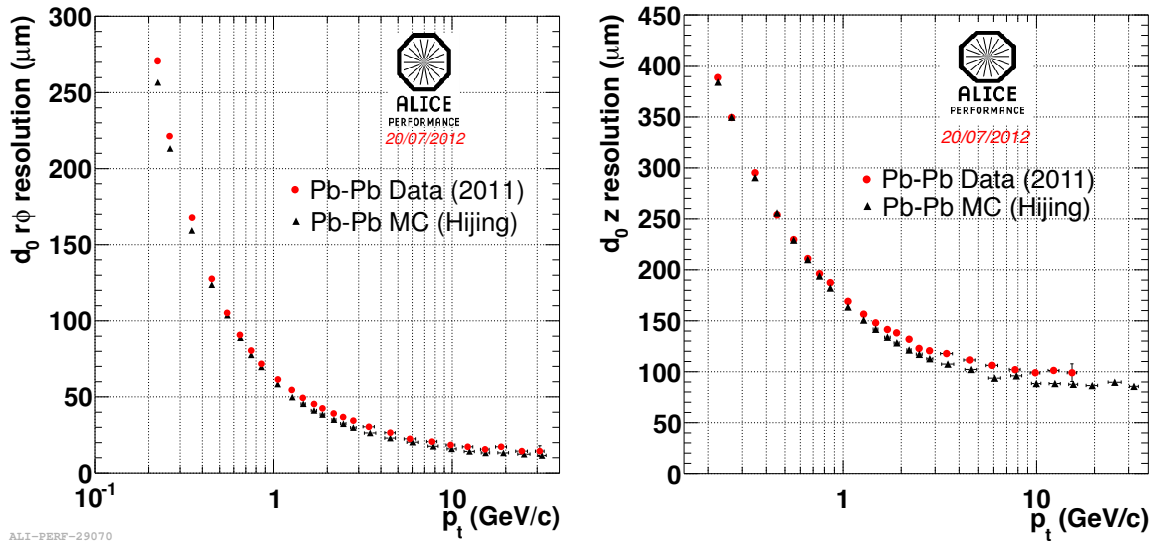 d₀ rϕ resolution (μm)
300
250
200
150
100
50
0
10⁻¹
1
10
p_t (GeV/c)
ALICE
PERFORMANCE
20/07/2012
Pb-Pb Data (2011)
Pb-Pb MC (Hijing)
ALI-PERF-29070
d₀ z resolution (μm)
450
400
350
300
250
200
150
100
50
0
1
10
p_t (GeV/c)
ALICE
PERFORMANCE
20/07/2012
Pb-Pb Data (2011)
Pb-Pb MC (Hijing)